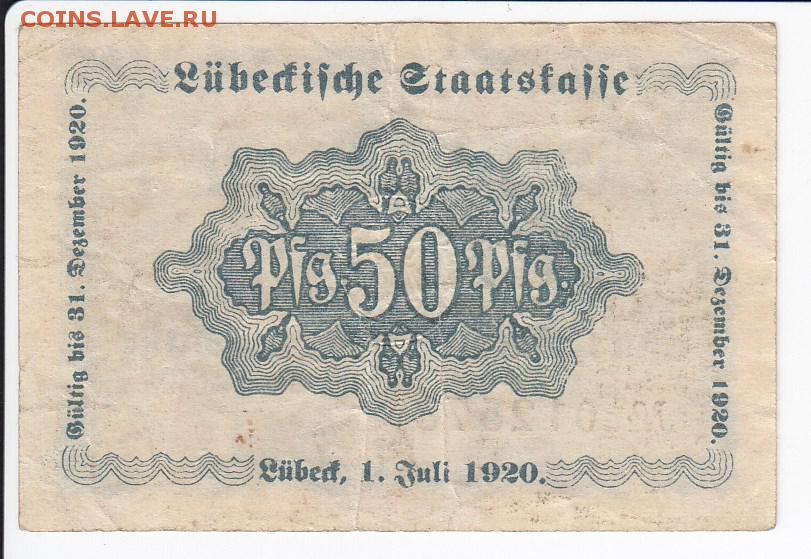 COINS.LAVE.RU
Lübeckische Staatskasse
Gültig bis 31. Dezember 1920.
Pfg. 50 Pfg.
Gültig bis 31. Dezember 1920.
Lübeck, 1. Juli 1920.